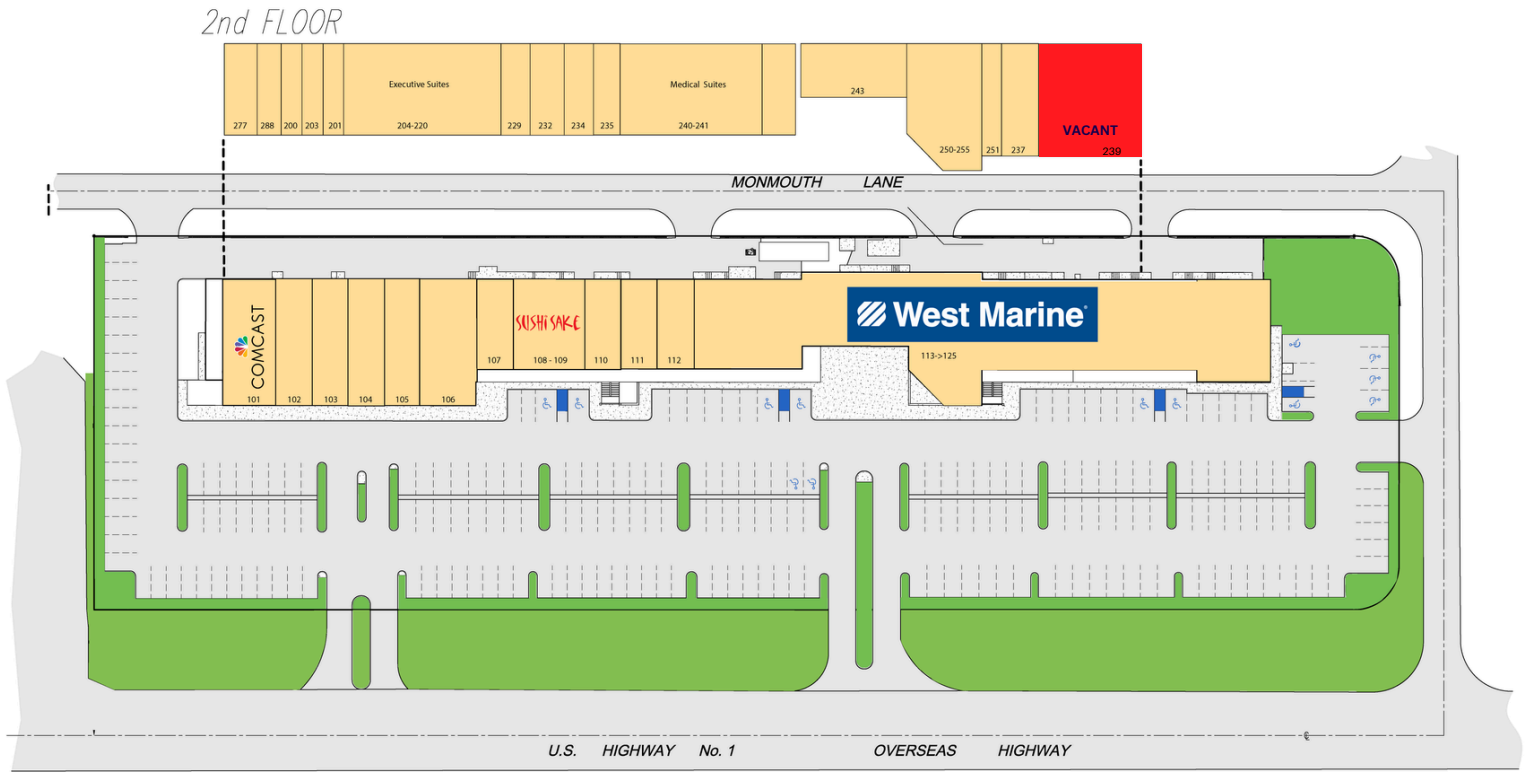 2nd FLOOR
Executive Suites
Medical Suites
243
277 288 200 203 201 204-220 229 232 234 235 240-241
VACANT
250-255 251 237 239
MONMOUTH LANE
COMCAST
SUSHI SAKE
West Marine
107 108 - 109 110 111 112 113->125
101 102 103 104 105 106
U.S. HIGHWAY No. 1 OVERSEAS HIGHWAY